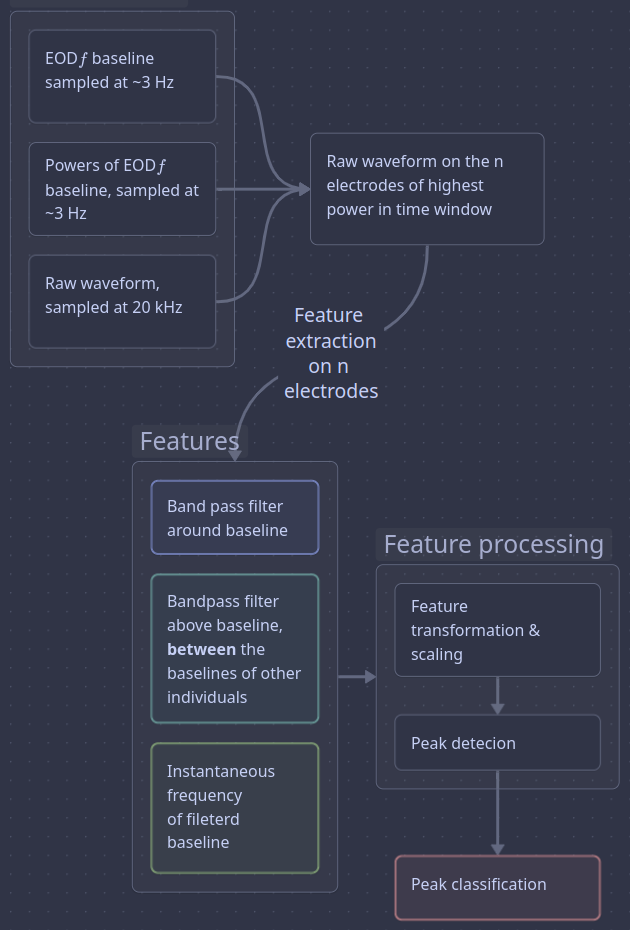 EODƒ baseline
sampled at ~3 Hz
Powers of EODƒ
baseline, sampled at
~3 Hz
Raw waveform,
sampled at 20 kHz
Raw waveform on the n
electrodes of highest
power in time window
Feature
extraction
on n
electrodes
Features
Band pass filter
around baseline
Bandpass filter
above baseline,
between the
baselines of other
individuals
Instantaneous
frequency
of fileterd
baseline
Feature processing
Feature
transformation &
scaling
Peak detecion
Peak classification